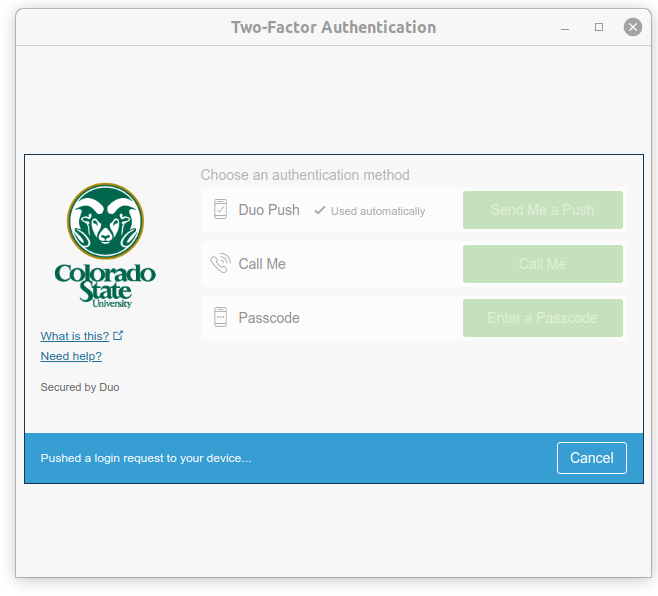 Two-Factor Authentication
Choose an authentication method
Duo Push
Used automatically
Send Me a Push
Call Me
Call Me
Passcode
Enter a Passcode
Colorado
State
University
What is this?
Need help?
Secured by Duo
Pushed a login request to your device...
Cancel